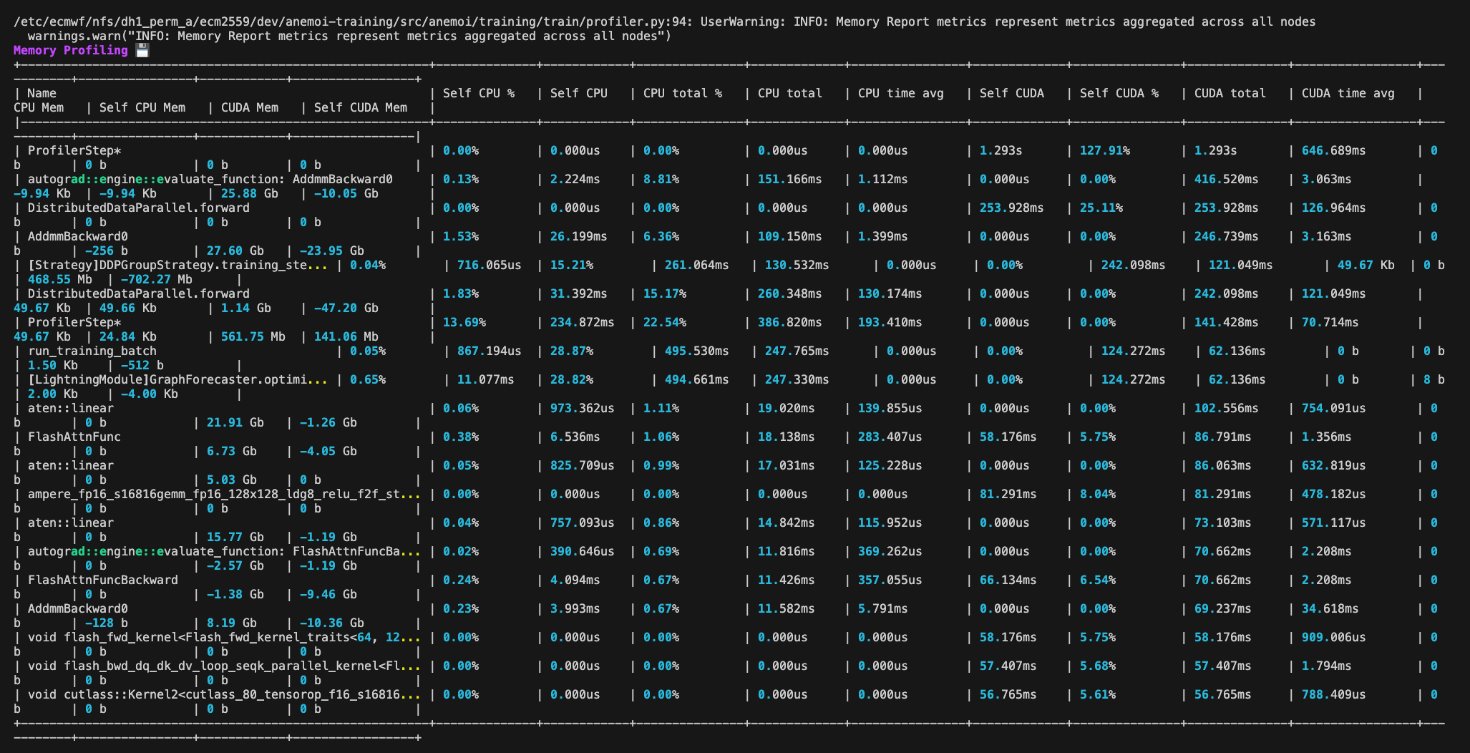 /etc/ecmwf/nfs/dh1_perm_a/ecm2559/dev/anemoi-training/src/anemoi/training/train/profiler.py:94: UserWarning: INFO: Memory Report metrics represent metrics aggregated across all nodes
warnings.warn("INFO: Memory Report metrics represent metrics aggregated across all nodes")
Memory Profiling 💾
| Name | Self CPU % | Self CPU | CPU total % | CPU total | CPU time avg | Self CUDA | Self CUDA % | CUDA total | CUDA time avg |
CPU Mem | Self CPU Mem | CUDA Mem | Self CUDA Mem |
| ProfilerStep* | 0.00% | 0.000us | 0.00% | 0.000us | 0.000us | 1.293s | 127.91% | 1.293s | 646.689ms | 0
b | 0 b | 0 b | 0 b |
| autograd::engine::evaluate_function: AddmmBackward0 | 0.13% | 2.224ms | 8.81% | 151.166ms | 1.112ms | 0.000us | 0.00% | 416.520ms | 3.063ms |
-9.94 Kb | -9.94 Kb | 25.88 Gb | -10.05 Gb |
| DistributedDataParallel.forward | 0.00% | 0.000us | 0.00% | 0.000us | 0.000us | 253.928ms | 25.11% | 253.928ms | 126.964ms | 0
b | 0 b | 0 b | 0 b |
| AddmmBackward0 | 1.53% | 26.199ms | 6.36% | 109.150ms | 1.399ms | 0.000us | 0.00% | 246.739ms | 3.163ms | 0
b | -256 b | 27.60 Gb | -23.95 Gb |
| [Strategy]DDPGroupStrategy.training_ste... | 0.04% | 716.065us | 15.21% | 261.064ms | 130.532ms | 0.000us | 0.00% | 242.098ms | 121.049ms | 49.67 Kb | 0 b
| 468.55 Mb | -702.27 Mb |
| DistributedDataParallel.forward | 1.83% | 31.392ms | 15.17% | 260.348ms | 130.174ms | 0.000us | 0.00% | 242.098ms | 121.049ms |
49.67 Kb | 49.66 Kb | 1.14 Gb | -47.20 Gb |
| ProfilerStep* | 13.69% | 234.872ms | 22.54% | 386.820ms | 193.410ms | 0.000us | 0.00% | 141.428ms | 70.714ms |
49.67 Kb | 24.84 Kb | 561.75 Mb | 141.06 Mb |
| run_training_batch | 0.05% | 867.194us | 28.87% | 495.530ms | 247.765ms | 0.000us | 0.00% | 124.272ms | 62.136ms | 0 b | 0 b
| 1.50 Kb | -512 b |
| [LightningModule]GraphForecaster.optimi... | 0.65% | 11.077ms | 28.82% | 494.661ms | 247.330ms | 0.000us | 0.00% | 124.272ms | 62.136ms | 0 b | 8 b
| 2.00 Kb | -4.00 Kb |
| aten::linear | 0.06% | 973.362us | 1.11% | 19.020ms | 139.855us | 0.000us | 0.00% | 102.556ms | 754.091us | 0
b | 0 b | 21.91 Gb | -1.26 Gb |
| FlashAttnFunc | 0.38% | 6.536ms | 1.06% | 18.138ms | 283.407us | 58.176ms | 5.75% | 86.791ms | 1.356ms | 0
b | 0 b | 6.73 Gb | -4.05 Gb |
| aten::linear | 0.05% | 825.709us | 0.99% | 17.031ms | 125.228us | 0.000us | 0.00% | 86.063ms | 632.819us | 0
b | 0 b | 5.03 Gb | 0 b |
| ampere_fp16_s16816gemm_fp16_128x128_ldg8_relu_f2f_st... | 0.00% | 0.000us | 0.00% | 0.000us | 0.000us | 81.291ms | 8.04% | 81.291ms | 478.182us | 0
b | 0 b | 0 b | 0 b |
| aten::linear | 0.04% | 757.093us | 0.86% | 14.842ms | 115.952us | 0.000us | 0.00% | 73.103ms | 571.117us | 0
b | 0 b | 15.77 Gb | -1.19 Gb |
| autograd::engine::evaluate_function: FlashAttnFuncBa... | 0.02% | 390.646us | 0.69% | 11.816ms | 369.262us | 0.000us | 0.00% | 70.662ms | 2.208ms | 0
b | 0 b | -2.57 Gb | -1.19 Gb |
| FlashAttnFuncBackward | 0.24% | 4.094ms | 0.67% | 11.426ms | 357.055us | 66.134ms | 6.54% | 70.662ms | 2.208ms | 0
b | 0 b | -1.38 Gb | -9.46 Gb |
| AddmmBackward0 | 0.23% | 3.993ms | 0.67% | 11.582ms | 5.791ms | 0.000us | 0.00% | 69.237ms | 34.618ms | 0
b | -128 b | 8.19 Gb | -10.36 Gb |
| void flash_fwd_kernel<Flash_fwd_kernel_traits<64, 12... | 0.00% | 0.000us | 0.00% | 0.000us | 0.000us | 58.176ms | 5.75% | 58.176ms | 909.006us | 0
b | 0 b | 0 b | 0 b |
| void flash_bwd_dq_dk_dv_loop_seqk_parallel_kernel<Fl... | 0.00% | 0.000us | 0.00% | 0.000us | 0.000us | 57.407ms | 5.68% | 57.407ms | 1.794ms | 0
b | 0 b | 0 b | 0 b |
| void cutlass::Kernel2<cutlass_80_tensorop_f16_s16816... | 0.00% | 0.000us | 0.00% | 0.000us | 0.000us | 56.765ms | 5.61% | 56.765ms | 788.409us | 0
b | 0 b | 0 b | 0 b |